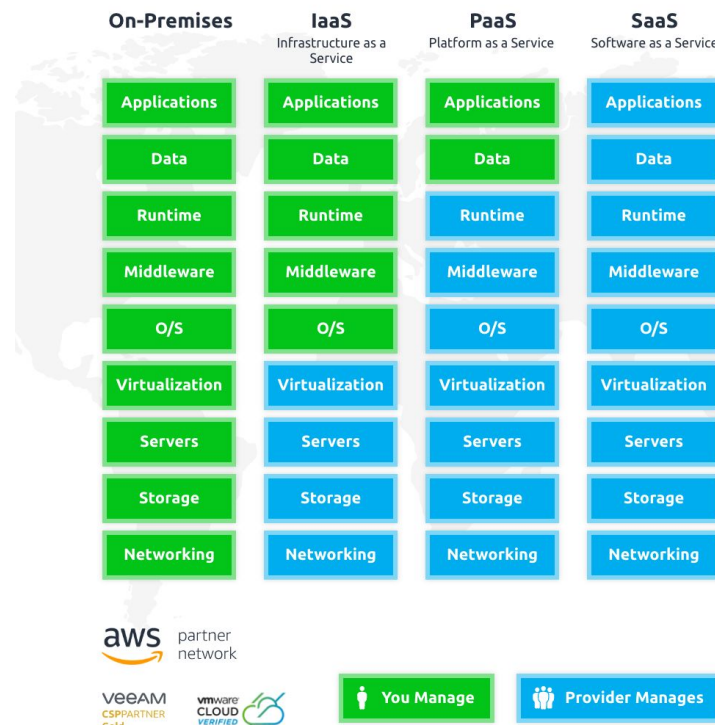 On-Premises
IaaS
PaaS
SaaS
Infrastructure as a
Service
Platform as a Service
Software as a Service
Applications
Applications
Applications
Applications
Data
Data
Data
Data
Runtime
Runtime
Runtime
Runtime
Middleware
Middleware
Middleware
Middleware
O/S
O/S
O/S
O/S
Virtualization
Virtualization
Virtualization
Virtualization
Servers
Servers
Servers
Servers
Storage
Storage
Storage
Storage
Networking
Networking
Networking
Networking
aws
partner
network
veeAM
CSPPARTNER
Gold
vmware
CLOUD
VERIFIED
You Manage
Provider Manages